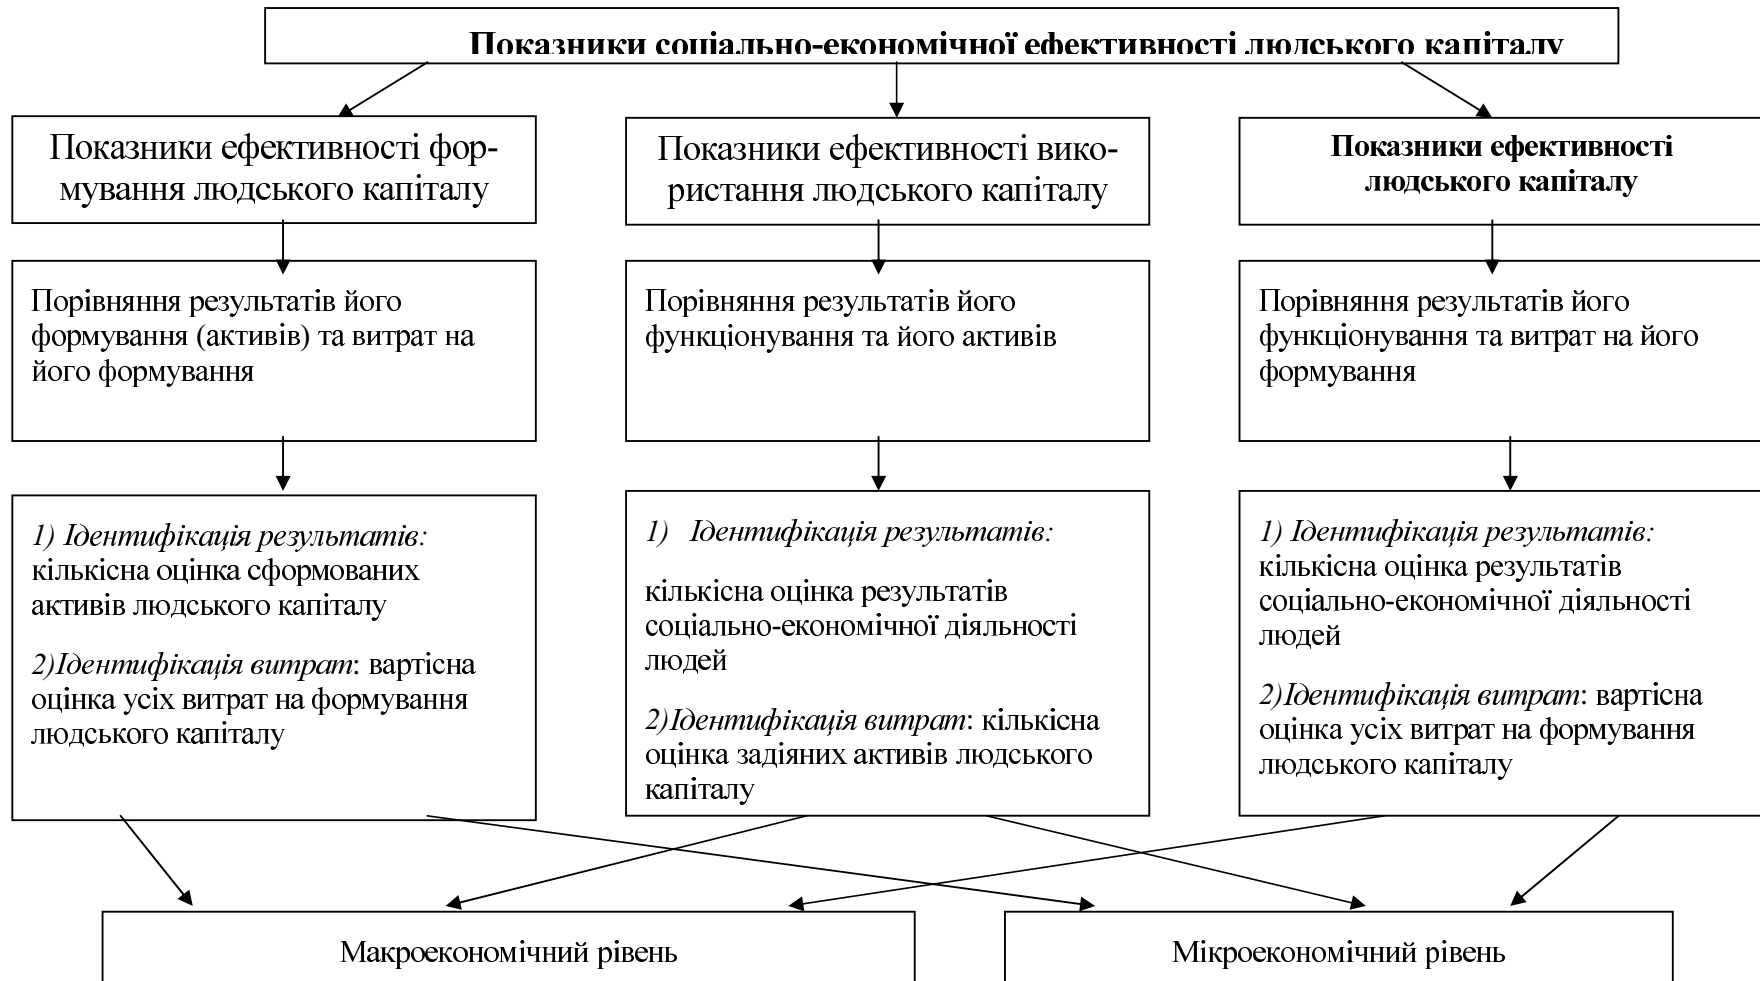 Показники соціально-економічної ефективності людського капіталу
Показники ефективності фор-
мування людського капіталу
Показники ефективності вико-
ристання людського капіталу
Показники ефективності
людського капіталу
Порівняння результатів його
формування (активів) та витрат на
його формування
Порівняння результатів його
функціонування та його активів
Порівняння результатів його
функціонування та витрат на його
формування
1) Ідентифікація результатів:
кількісна оцінка сформованих
активів людського капіталу
2)Ідентифікація витрат: вартісна
оцінка усіх витрат на формування
людського капіталу
1) Ідентифікація результатів:
кількісна оцінка результатів
соціально-економічної діяльності
людей
2)Ідентифікація витрат: кількісна
оцінка задіяних активів людського
капіталу
1) Ідентифікація результатів:
кількісна оцінка результатів
соціально-економічної діяльності
людей
2)Ідентифікація витрат: вартісна
оцінка усіх витрат на формування
людського капіталу
Макроекономічний рівень
Мікроекономічний рівень